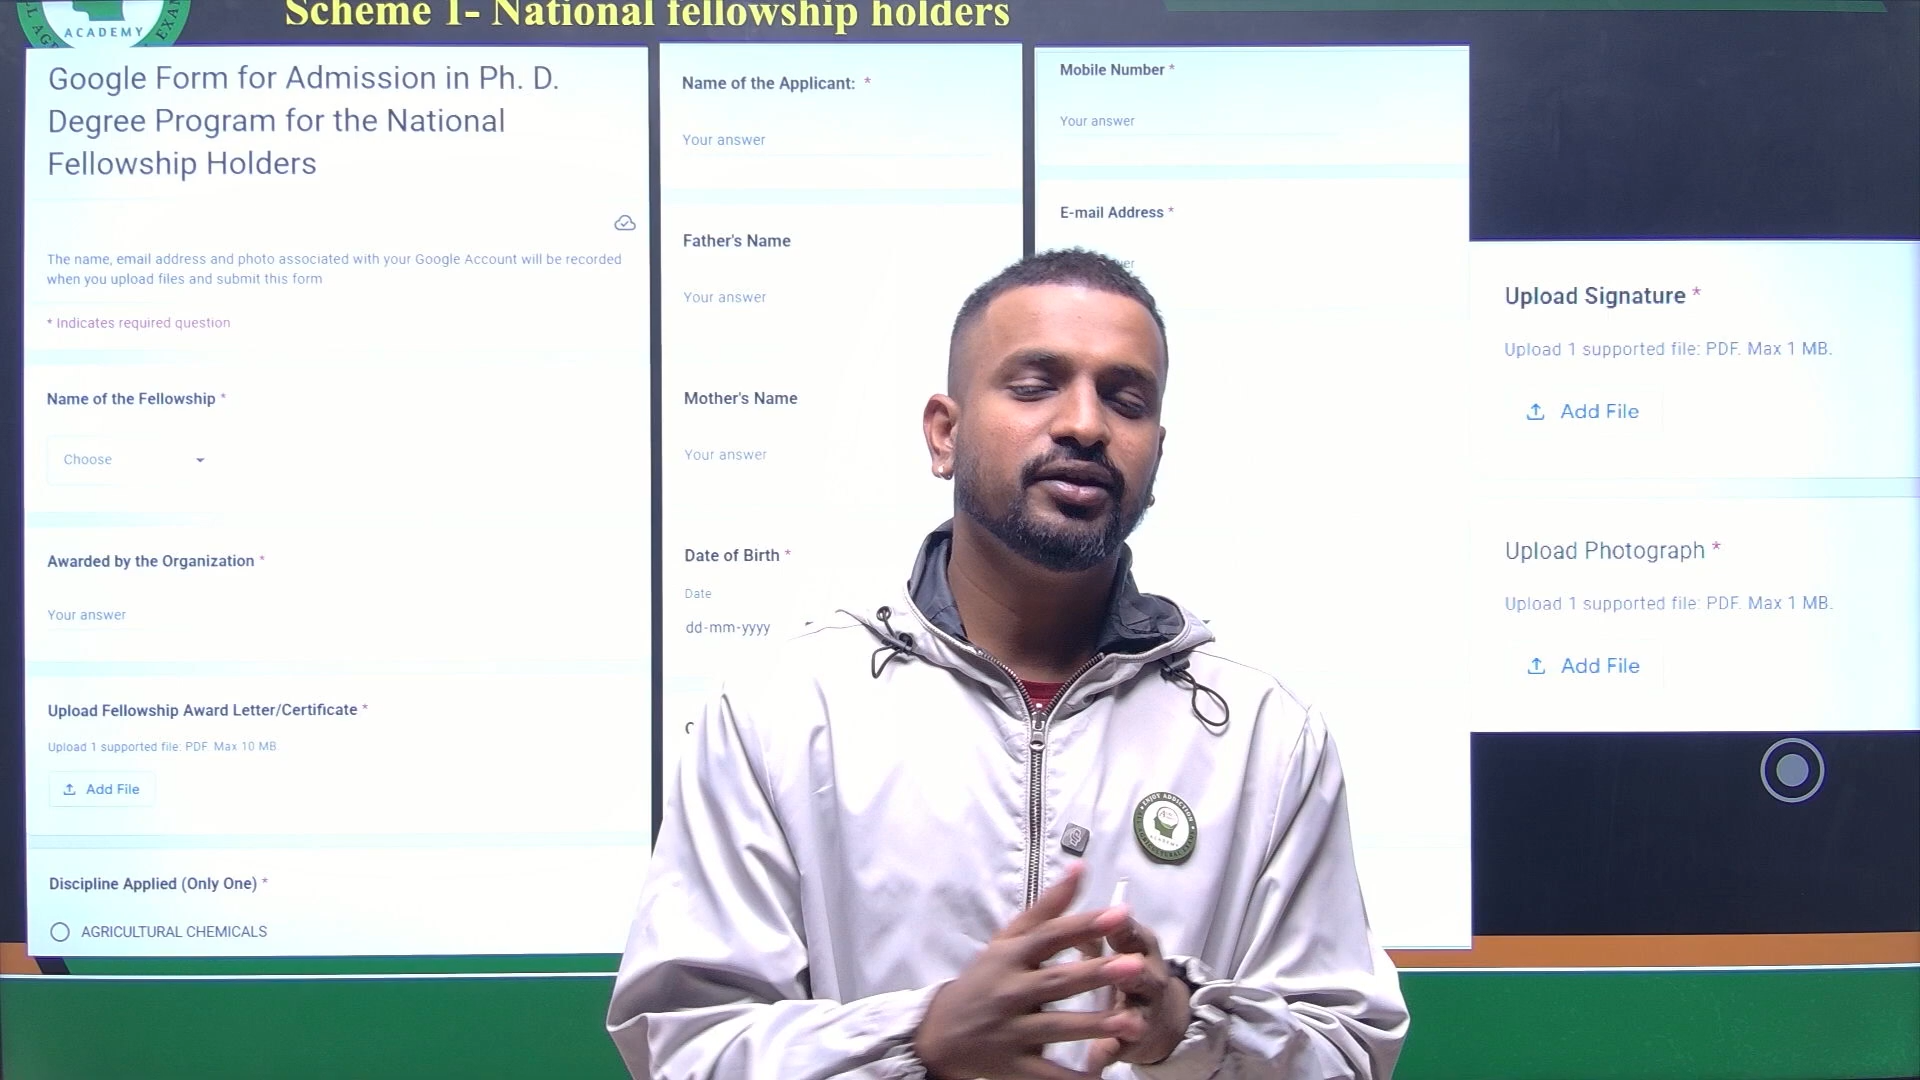 ACADEMY
Scheme 1- National fellowship holders
Google Form for Admission in Ph. D.
Degree Program for the National
Fellowship Holders
The name, email address and photo associated with your Google Account will be recorded
when you upload files and submit this form
* Indicates required question
Name of the Fellowship *
Choose
Awarded by the Organization *
Your answer
Upload Fellowship Award Letter/Certificate *
Upload 1 supported file: PDF. Max 10 MB.
Add File
Discipline Applied (Only One) *
AGRICULTURAL CHEMICALS
Name of the Applicant: *
Your answer
Father's Name
Your answer
Mother's Name
Your answer
Date of Birth *
Date
dd-mm-yyyy
Mobile Number *
Your answer
E-mail Address *
Upload Signature *
Upload 1 supported file: PDF. Max 1 MB.
Add File
Upload Photograph *
Upload 1 supported file: PDF. Max 1 MB.
Add File
ENJOY ADDICTION
ACADEMY